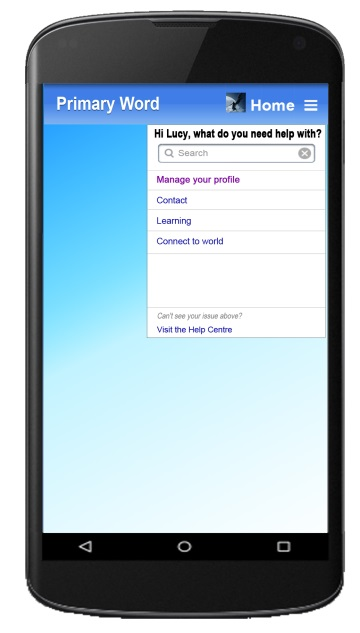 Primary Word
Home
Hi Lucy, what do you need help with?
Search
Manage your profile
Contact
Learning
Connect to world
Can't see your issue above?
Visit the Help Centre